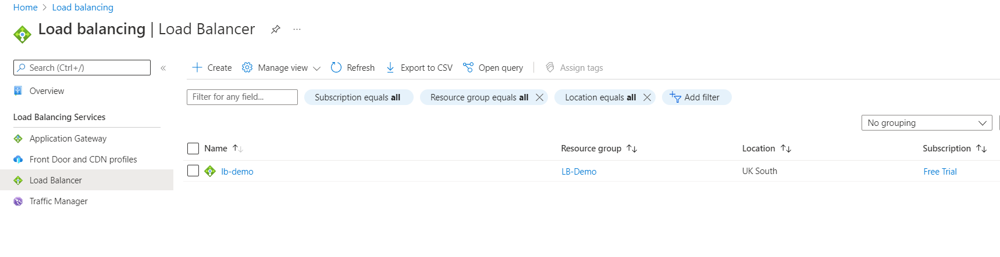 Home > Load balancing
Load balancing | Load Balancer ...
Search (Ctrl+/) «
Overview
Load Balancing Services
Application Gateway
Front Door and CDN profiles
Load Balancer
Traffic Manager
+ Create Manage view Refresh Export to CSV Open query | Assign tags
Filter for any field... Subscription equals all Resource group equals all Location equals all Add filter
No grouping
Name Resource group Location Subscription
lb-demo LB-Demo UK South Free Trial